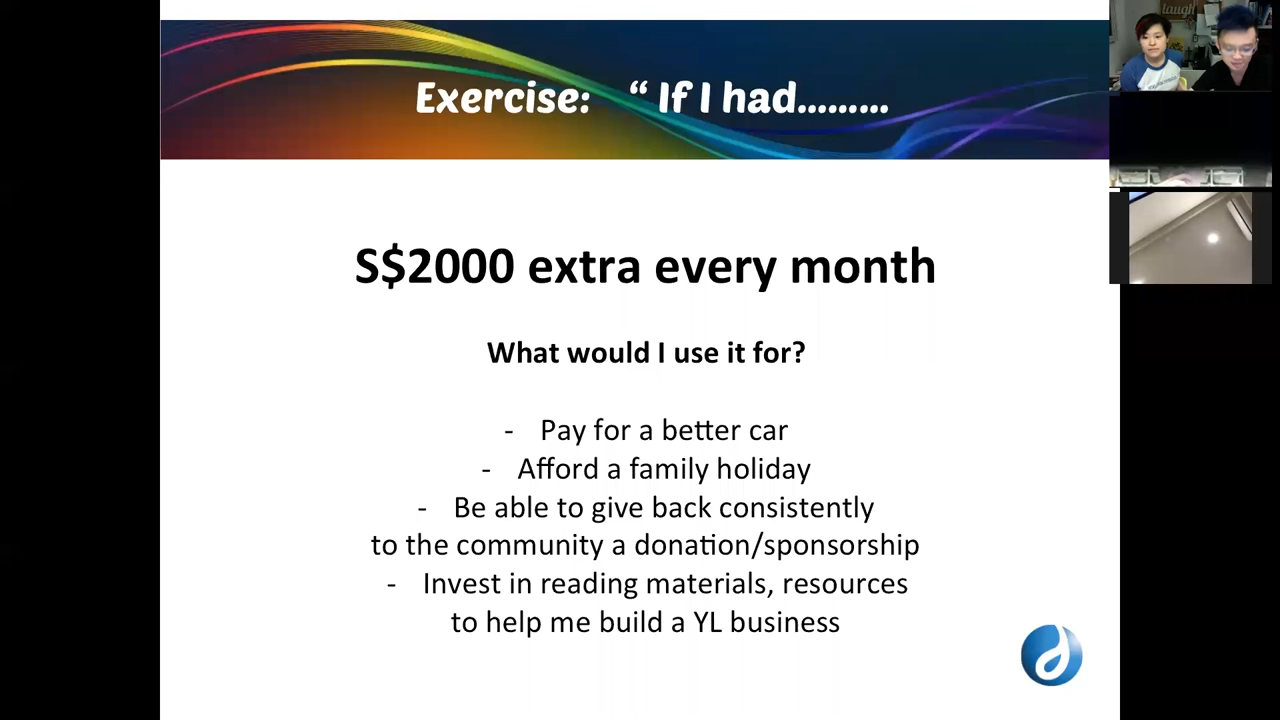 Exercise: “ If I had.........
S$2000 extra every month
What would I use it for?
- Pay for a better car
- Afford a family holiday
- Be able to give back consistently
to the community a donation/sponsorship
- Invest in reading materials, resources
to help me build a YL business
laugh